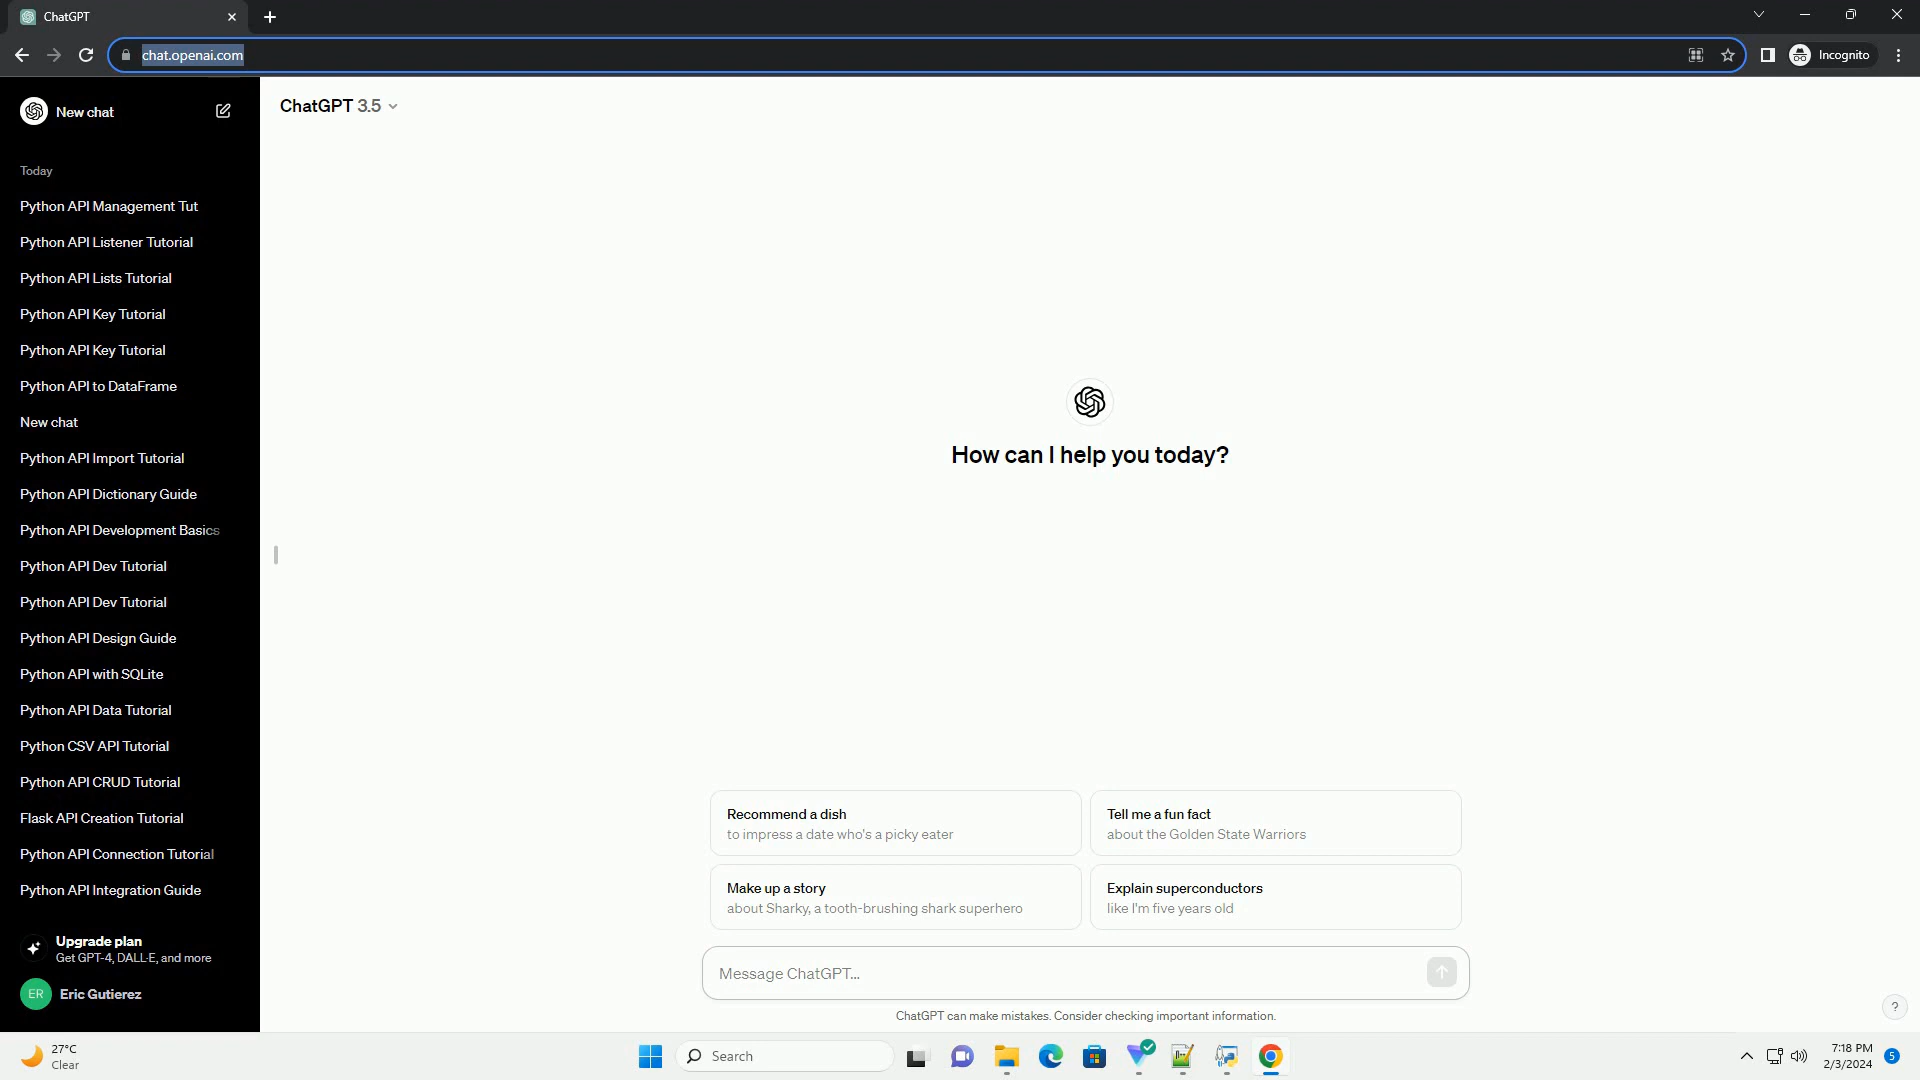 ChatGPT
chat.openai.com
Incognito
New chat
ChatGPT 3.5
Today
Python API Management Tut
Python API Listener Tutorial
Python API Lists Tutorial
Python API Key Tutorial
Python API Key Tutorial
Python API to DataFrame
New chat
Python API Import Tutorial
Python API Dictionary Guide
Python API Development Basics
Python API Dev Tutorial
Python API Dev Tutorial
Python API Design Guide
Python API with SQLite
Python API Data Tutorial
Python CSV API Tutorial
Python API CRUD Tutorial
Flask API Creation Tutorial
Python API Connection Tutorial
Python API Integration Guide
Upgrade plan
Get GPT-4, DALL·E, and more
ER
Eric Gutierez
How can I help you today?
Recommend a dish
to impress a date who's a picky eater
Tell me a fun fact
about the Golden State Warriors
Make up a story
about Sharky, a tooth-brushing shark superhero
Explain superconductors
like I'm five years old
Message ChatGPT...
ChatGPT can make mistakes. Consider checking important information.
?
27°C
Clear
Search
7:18 PM
2/3/2024
5